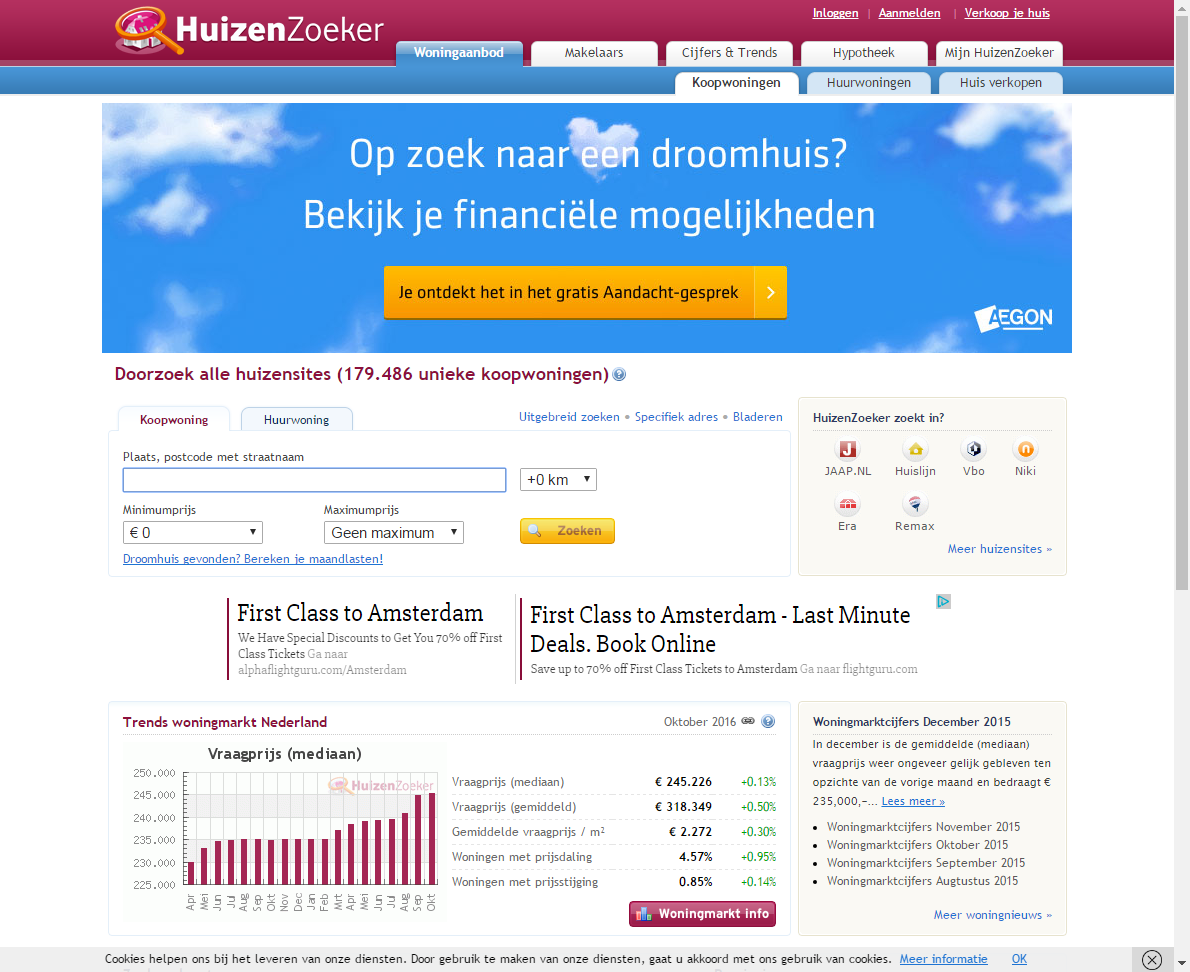 Inloggen | Aanmelden | Verkoop je huis
HuizenZoeker
Woningaanbod Makelaars Cijfers & Trends Hypotheek Mijn HuizenZoeker
Koopwoningen Huurwoningen Huis verkopen
Op zoek naar een droomhuis?
Bekijk je financiële mogelijkheden
Je ontdekt het in het gratis Aandacht-gesprek
AEGON
Doorzoek alle huizensites (179.486 unieke koopwoningen)
Koopwoning Huurwoning
Uitgebreid zoeken • Specifiek adres • Bladeren
Plaats, postcode met straatnaam
+0 km
Minimumprijs Maximumprijs
€ 0 Geen maximum Zoeken
Droomhuis gevonden? Bereken je maandlasten!
HuizenZoeker zoekt in?
JAAP.NL Huislijn Vbo Niki
Era Remax
Meer huizensites »
First Class to Amsterdam
We Have Special Discounts to Get You 70% off First
Class Tickets Ga naar
alphaflightguru.com/Amsterdam
First Class to Amsterdam - Last Minute
Deals. Book Online
Save up to 70% off First Class Tickets to Amsterdam Ga naar flightguru.com
Trends woningmarkt Nederland Oktober 2016
Vraagprijs (mediaan)
HuizenZoeker
250.000
245.000
240.000
235.000
230.000
225.000
Apr Mei Jun Jul Aug Sep Okt Nov Dec Jan Feb Mrt Apr Mei Jun Jul Aug Sep Okt
Vraagprijs (mediaan) € 245.226 +0.13%
Vraagprijs (gemiddeld) € 318.349 +0.50%
Gemiddelde vraagprijs / m² € 2.272 +0.30%
Woningen met prijsdaling 4.57% +0.95%
Woningen met prijsstijging 0.85% +0.14%
Woningmarkt info
Woningmarktcijfers December 2015
In december is de gemiddelde (mediaan)
vraagprijs weer ongeveer gelijk gebleven ten
opzichte van de vorige maand en bedraagt €
235,000,-... Lees meer »
• Woningmarktcijfers November 2015
• Woningmarktcijfers Oktober 2015
• Woningmarktcijfers September 2015
• Woningmarktcijfers Augtustus 2015
Meer woningnieuws »
Cookies helpen ons bij het leveren van onze diensten. Door gebruik te maken van onze diensten, gaat u akkoord met ons gebruik van cookies. Meer informatie OK